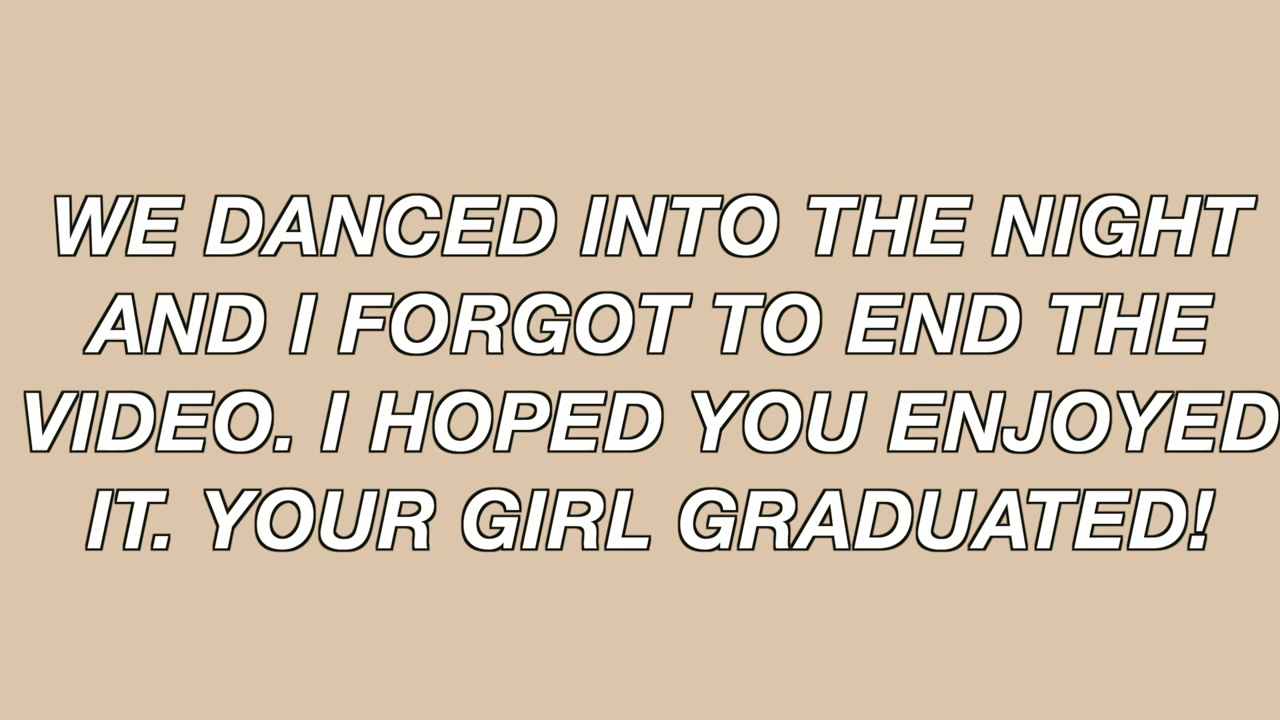 WE DANCED INTO THE NIGHT
AND I FORGOT TO END THE
VIDEO. I HOPED YOU ENJOYED
IT. YOUR GIRL GRADUATED!